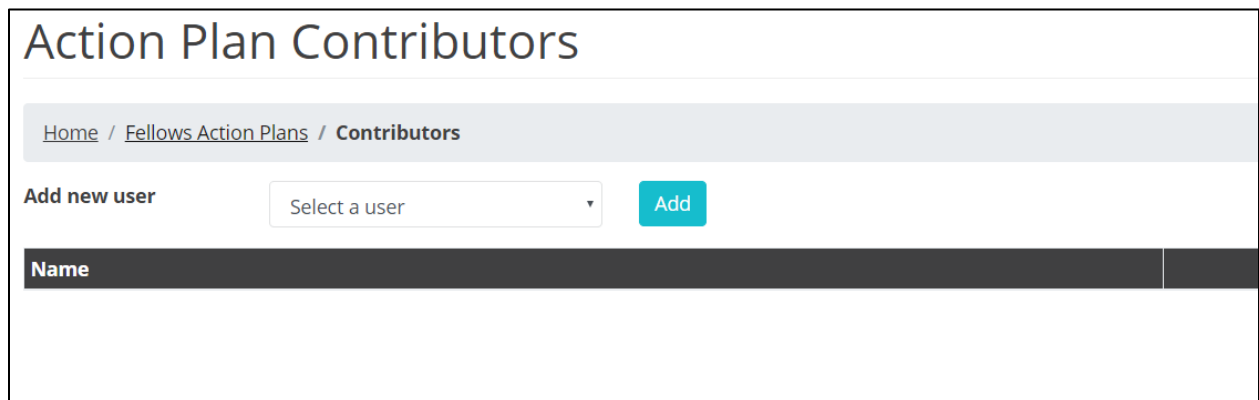 Action Plan Contributors
Home / Fellows Action Plans / Contributors
Add new user Select a user Add
Name